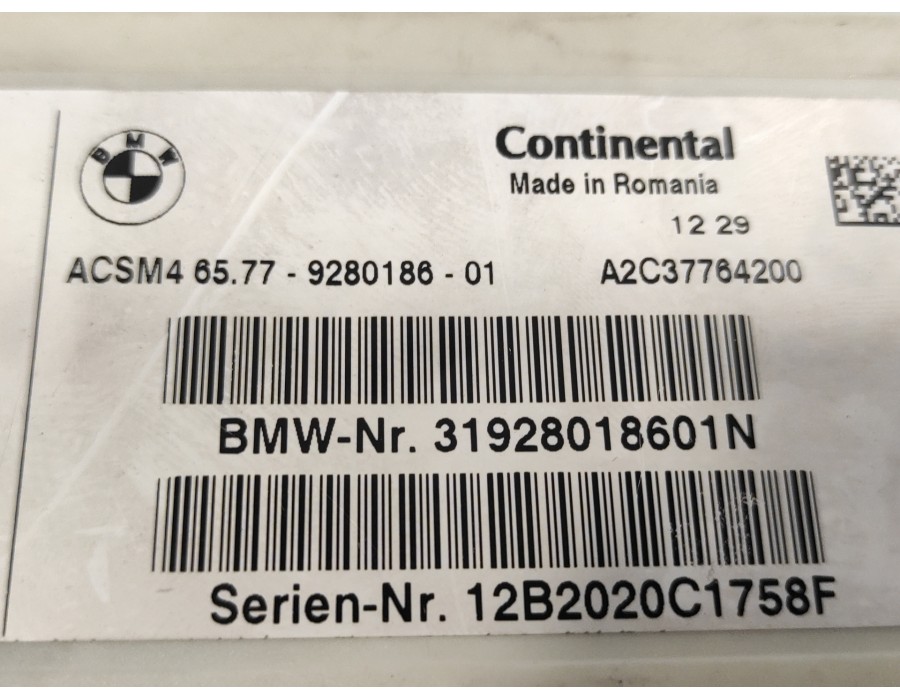 BMW
Continental
Made in Romania
12 29
ACSM4 65.77 - 9280186 - 01
A2C37764200
BMW-Nr. 31928018601N
Serien-Nr. 12B2020C1758F